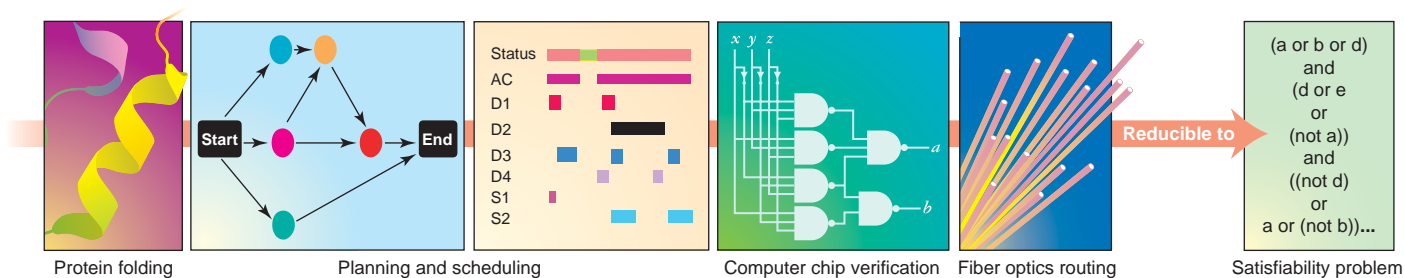 Start
End
Status
AC
D1
D2
D3
D4
S1
S2
x y z
a
b
Reducible to
(a or b or d)
and
(d or e
or
(not a))
and
((not d)
or
a or (not b))...
Protein folding
Planning and scheduling
Computer chip verification
Fiber optics routing
Satisfiability problem